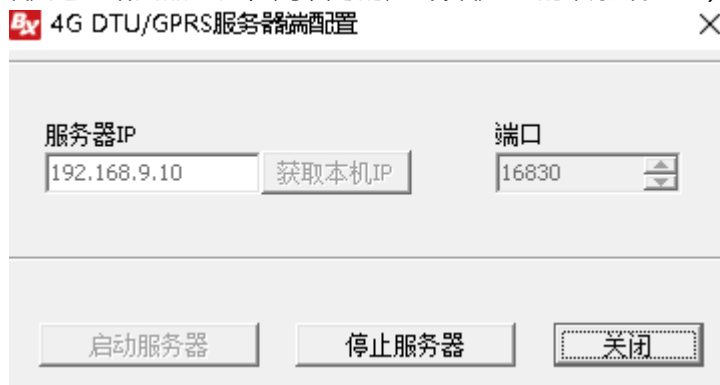 BX 4G DTU/GPRS服务器端配置
服务器IP
端口
192.168.9.10
获取本机IP
16830
启动服务器
停止服务器
关闭